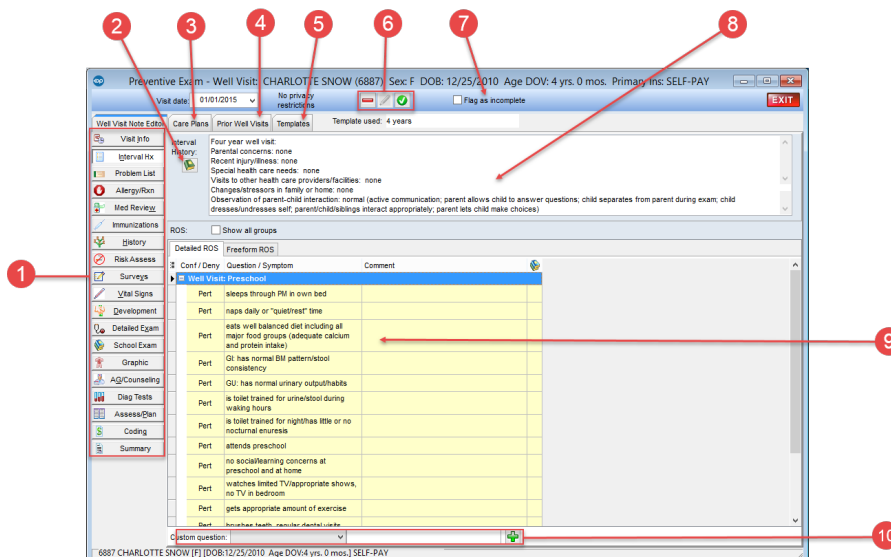 2 3 4 5 6 7 8
Preventive Exam - Well Visit: CHARLOTTE SNOW (6887) Sex: F DOB: 12/25/2010 Age DOV: 4 yrs. 0 mos. Primary Ins: SELF-PAY
Visit date: 01/01/2015 No privacy restrictions Flag as incomplete EXIT
Well Visit Note Editor Care Plans Prior Well Visits Templates Template used: 4 years
Visit Info
Interval Hx
Problem List
Allergy/Rxn
Med Review
Immunizations
History
Risk Assess
Surveys
Vital Signs
Development
Detailed Exam
School Exam
Graphic
AG/Counseling
Diag Tests
Assess/Plan
Coding
Summary
1
Interval
History:
Four year well visit:
Parental concerns: none
Recent injury/illness: none
Special health care needs: none
Visits to other health care providers/facilities: none
Changes/stressors in family or home: none
Observation of parent-child interaction: normal (active communication; parent allows child to answer questions; child separates from parent during exam; child
dresses/undresses self; parent/child/siblings interact appropriately; parent lets child make choices)
ROS: Show all groups
Detailed ROS Freeform ROS
Conf / Deny Question / Symptom Comment
Well Visit: Preschool
Pert sleeps through PM in own bed
Pert naps daily or "quiet/rest" time
Pert eats well balanced diet including all
major food groups (adequate calcium
and protein intake)
9
Pert GI: has normal BM pattern/stool
consistency
Pert GU: has normal urinary output/habits
Pert is toilet trained for urine/stool during
waking hours
Pert is toilet trained for night/has little or no
nocturnal enuresis
Pert attends preschool
Pert no social/learning concerns at
preschool and at home
Pert watches limited TV/appropriate shows,
no TV in bedroom
Pert gets appropriate amount of exercise
Pert brushes teeth, regular dental visits
Custom question:
10
6887 CHARLOTTE SNOW [F] [DOB:12/25/2010 Age DOV:4 yrs. 0 mos.] SELF-PAY